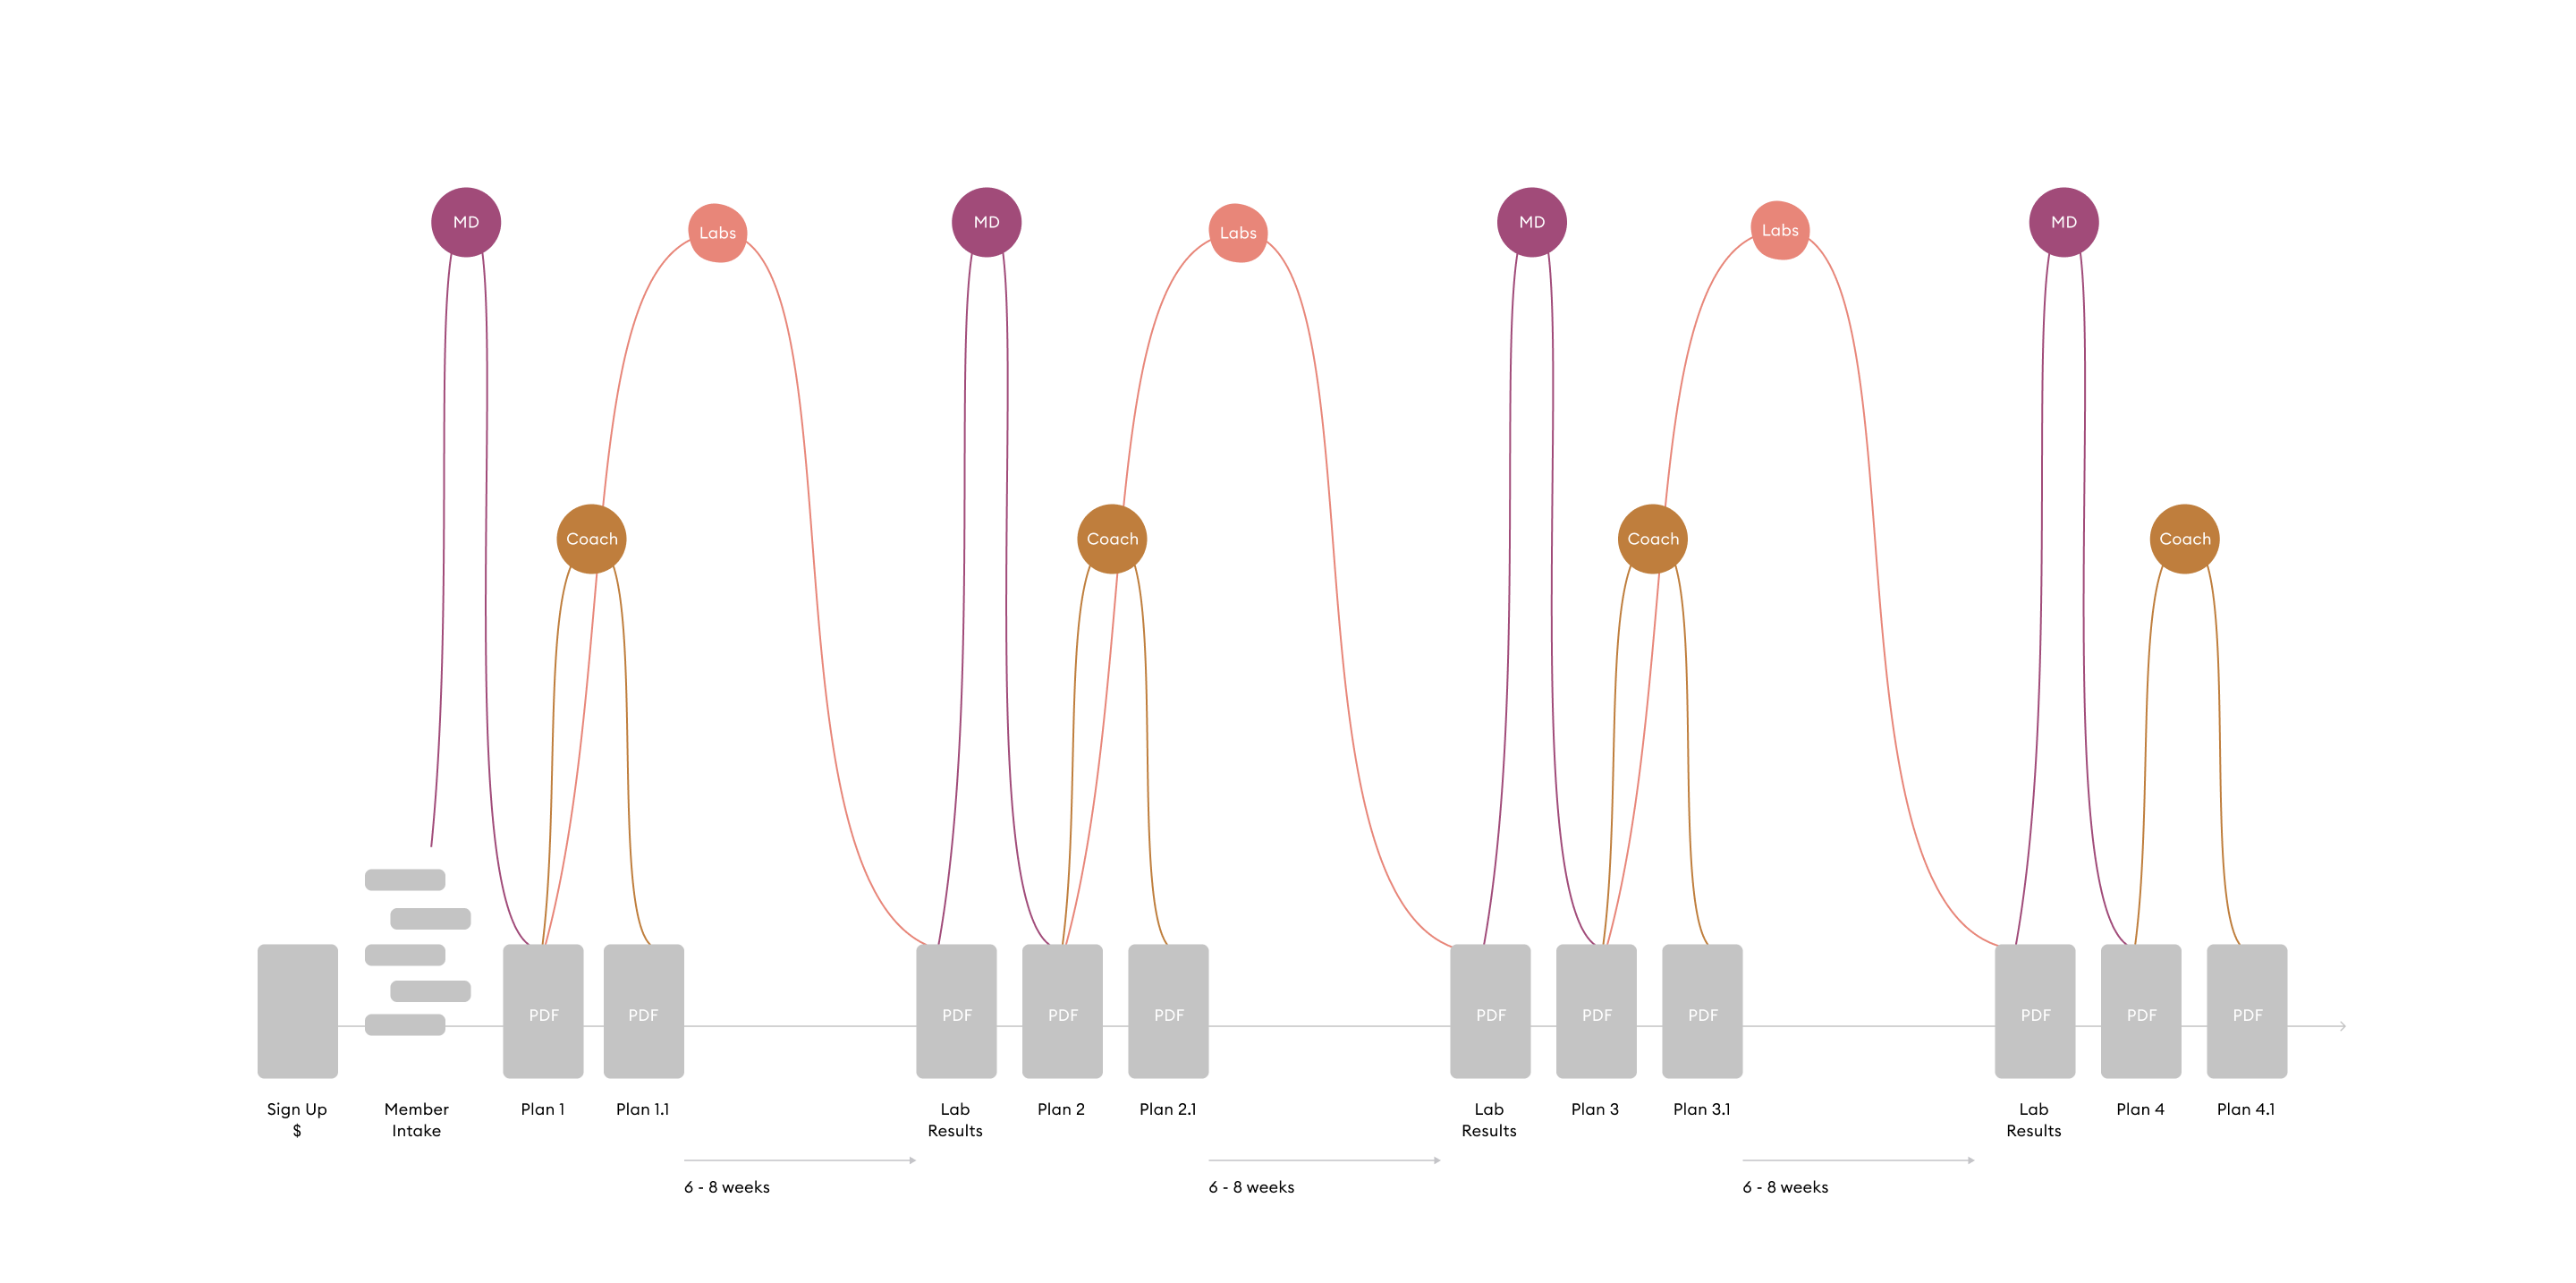 MD
Labs
MD
Labs
MD
Labs
MD
Coach
Coach
Coach
Coach
PDF
PDF
PDF
PDF
PDF
PDF
PDF
PDF
PDF
PDF
PDF
Sign Up
$
Member
Intake
Plan 1
Plan 1.1
Lab
Results
Plan 2
Plan 2.1
Lab
Results
Plan 3
Plan 3.1
Lab
Results
Plan 4
Plan 4.1
6 - 8 weeks
6 - 8 weeks
6 - 8 weeks